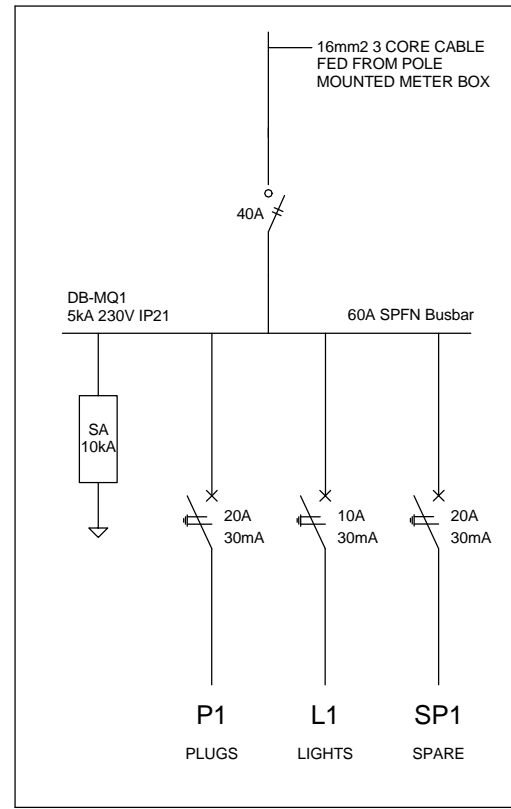 16mm2 3 CORE CABLE
FED FROM POLE
MOUNTED METER BOX
40A
DB-MQ1
5kA 230V IP21
60A SPFN Busbar
SA
10kA
20A
30mA
10A
30mA
20A
30mA
P1
L1
SP1
PLUGS
LIGHTS
SPARE